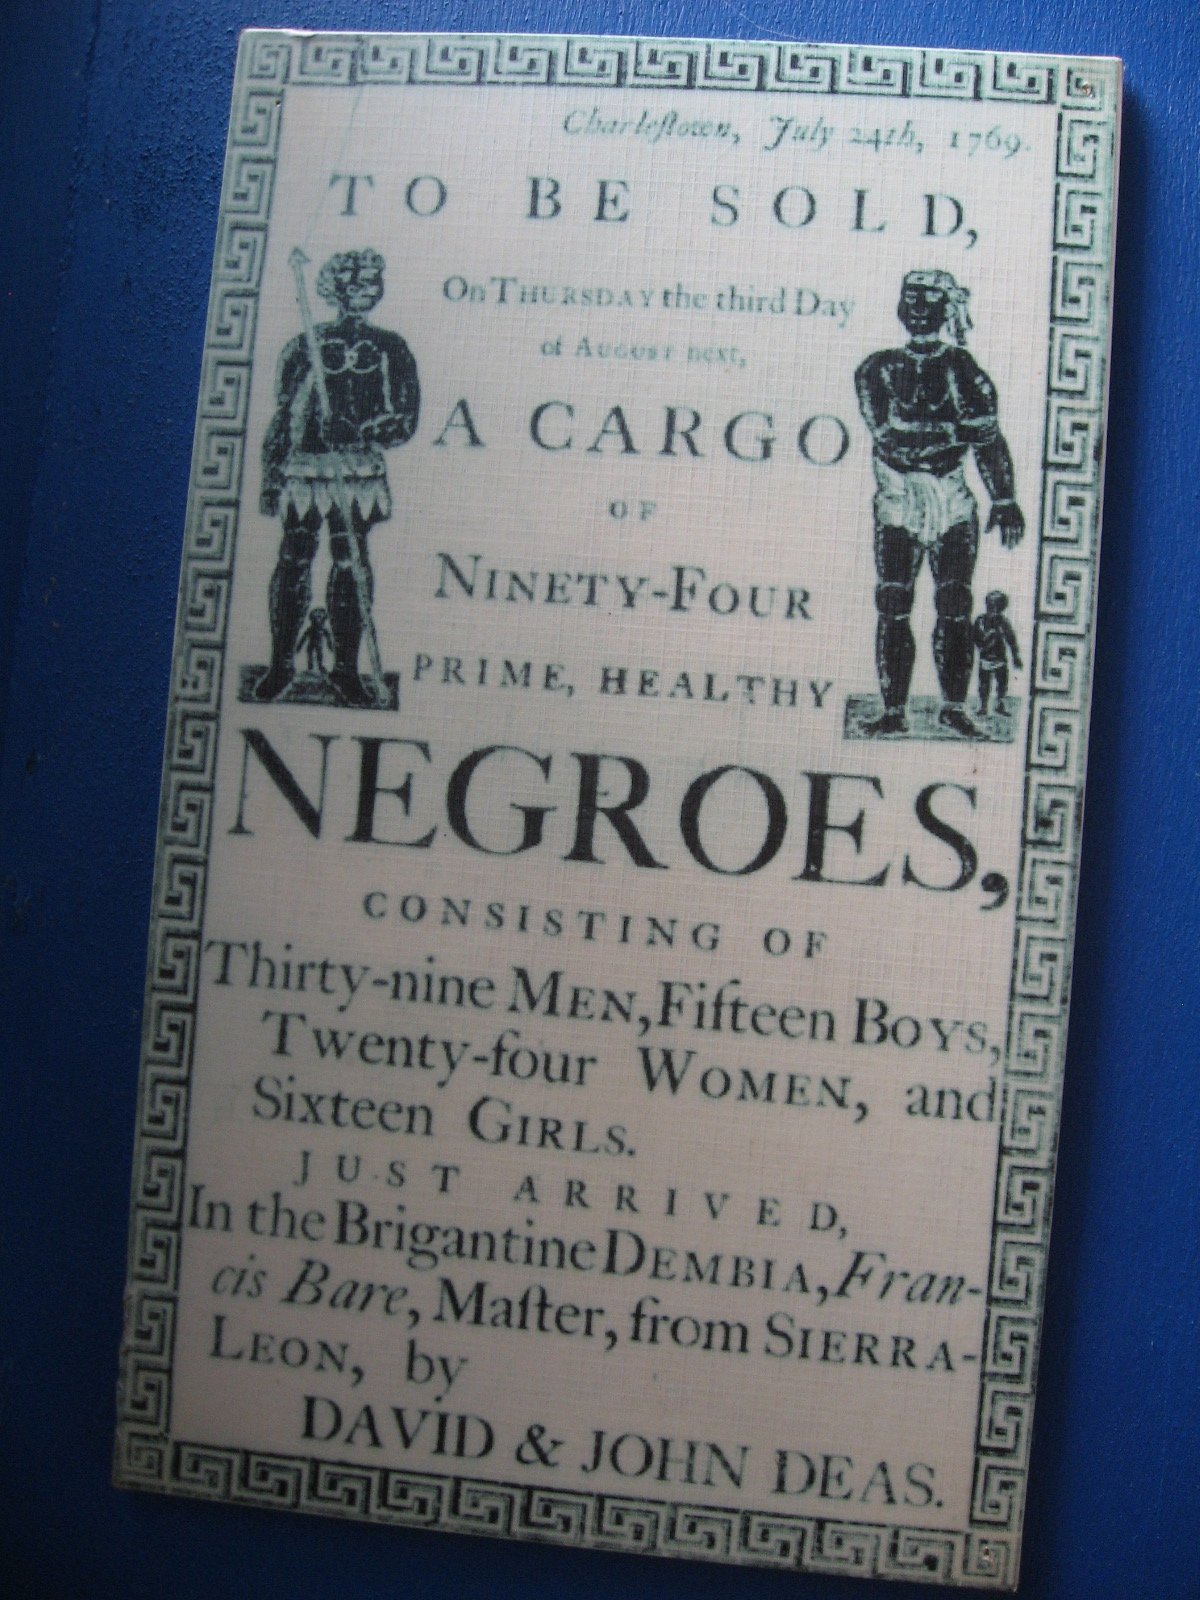 Charleſtown, July 24th, 1769.
TO BE SOLD,
On THURSDAY the third Day
of AUGUST next,
A CARGO
OF
NINETY-FOUR
PRIME, HEALTHY
NEGROES,
CONSISTING OF
Thirty-nine MEN, Fifteen BOYS,
Twenty-four WOMEN, and
Sixteen GIRLS.
JUST ARRIVED,
In the Brigantine DEMBIA, Fran-
cis Bare, Maſter, from SIERRA-
LEON, by
DAVID & JOHN DEAS.